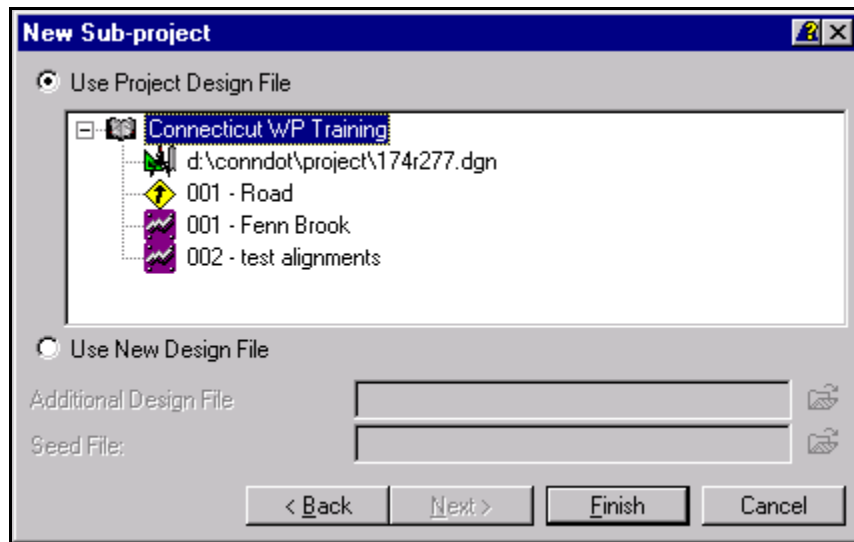 New Sub-project
Use Project Design File
Connecticut WP Training
d:\conndot\project\174r277.dgn
001 - Road
001 - Fenn Brook
002 - test alignments
Use New Design File
Additional Design File
Seed File:
< Back Next > Finish Cancel